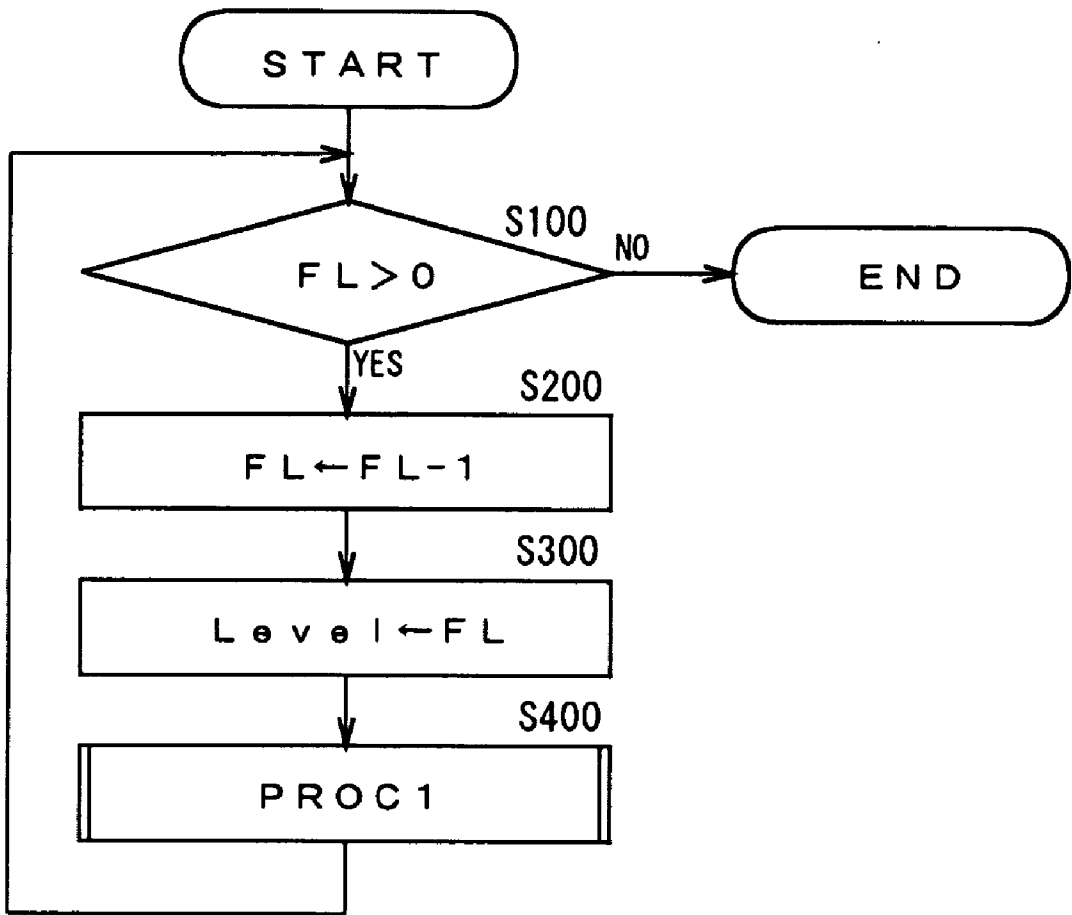 START
S100
FL>0
NO
END
YES
S200
FL←FL-1
S300
Level←FL
S400
PROC1